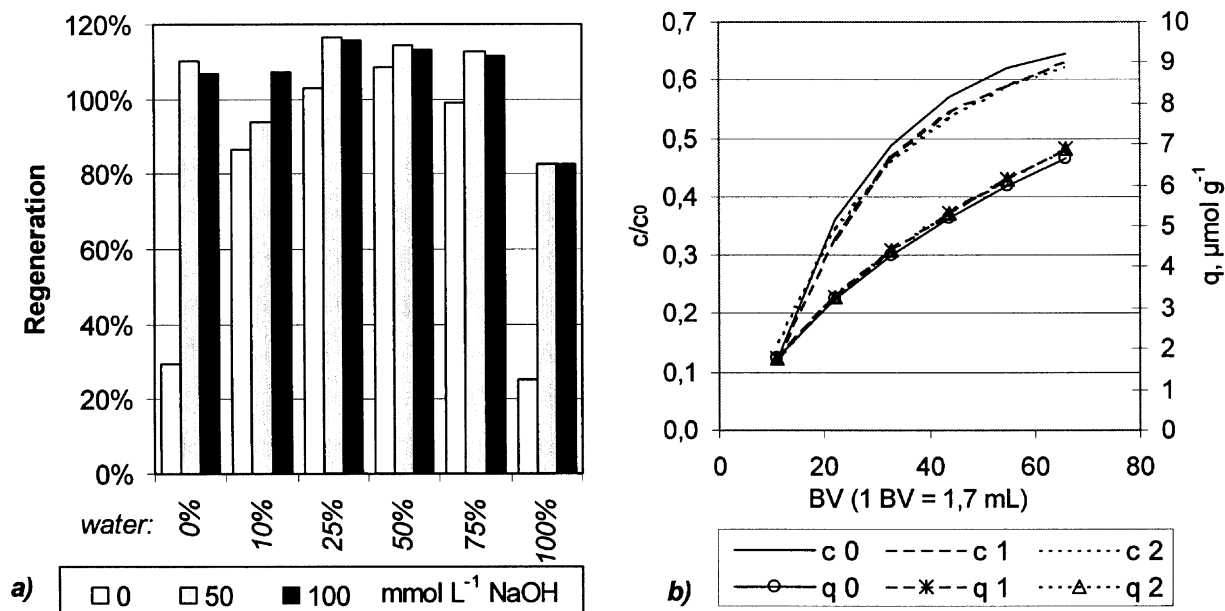 120%
100%
80%
60%
40%
20%
0%
Regeneration
water: 0% 10% 25% 50% 75% 100%
a)
0 50 100 mmol L⁻¹ NaOH
0,7
0,6
0,5
0,4
0,3
0,2
0,1
0,0
c/c₀
10
9
8
7
6
5
4
3
2
1
0
q, µmol g⁻¹
0 20 40 60 80
BV (1 BV = 1,7 mL)
c 0 c 1 c 2
q 0 q 1 q 2
b)